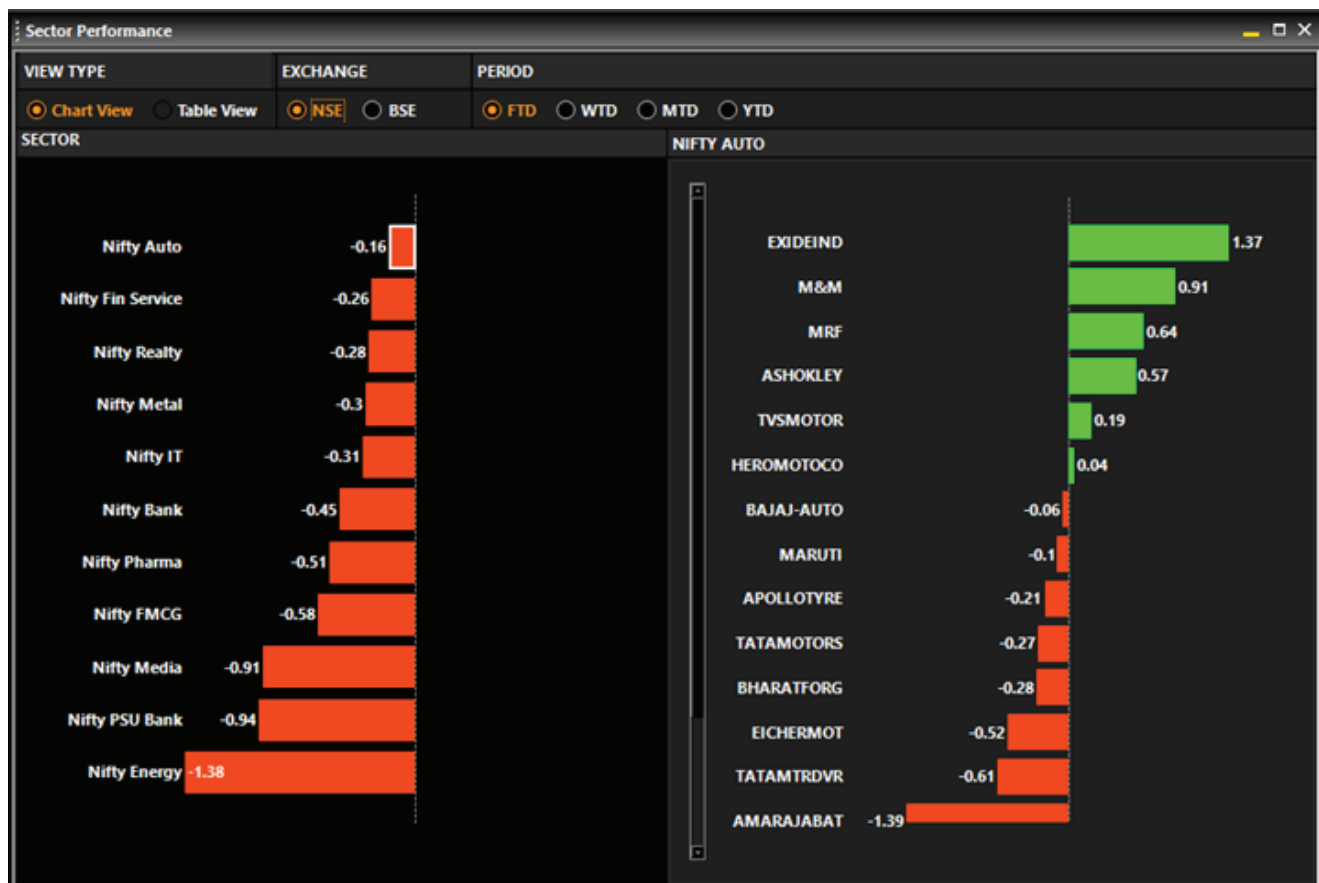 Sector Performance
VIEW TYPE EXCHANGE PERIOD
Chart View Table View NSE BSE FTD WTD MTD YTD
SECTOR
Nifty Auto -0.16
Nifty Fin Service -0.26
Nifty Realty -0.28
Nifty Metal -0.3
Nifty IT -0.31
Nifty Bank -0.45
Nifty Pharma -0.51
Nifty FMCG -0.58
Nifty Media -0.91
Nifty PSU Bank -0.94
Nifty Energy -1.38
NIFTY AUTO
EXIDEIND 1.37
M&M 0.91
MRF 0.64
ASHOKLEY 0.57
TVSMOTOR 0.19
HEROMOTOCO 0.04
BAJAJ-AUTO -0.06
MARUTI -0.1
APOLLOTYRE -0.21
TATAMOTORS -0.27
BHARATFORG -0.28
EICHERMOT -0.52
TATAMTRDVR -0.61
AMARAJABAT -1.39